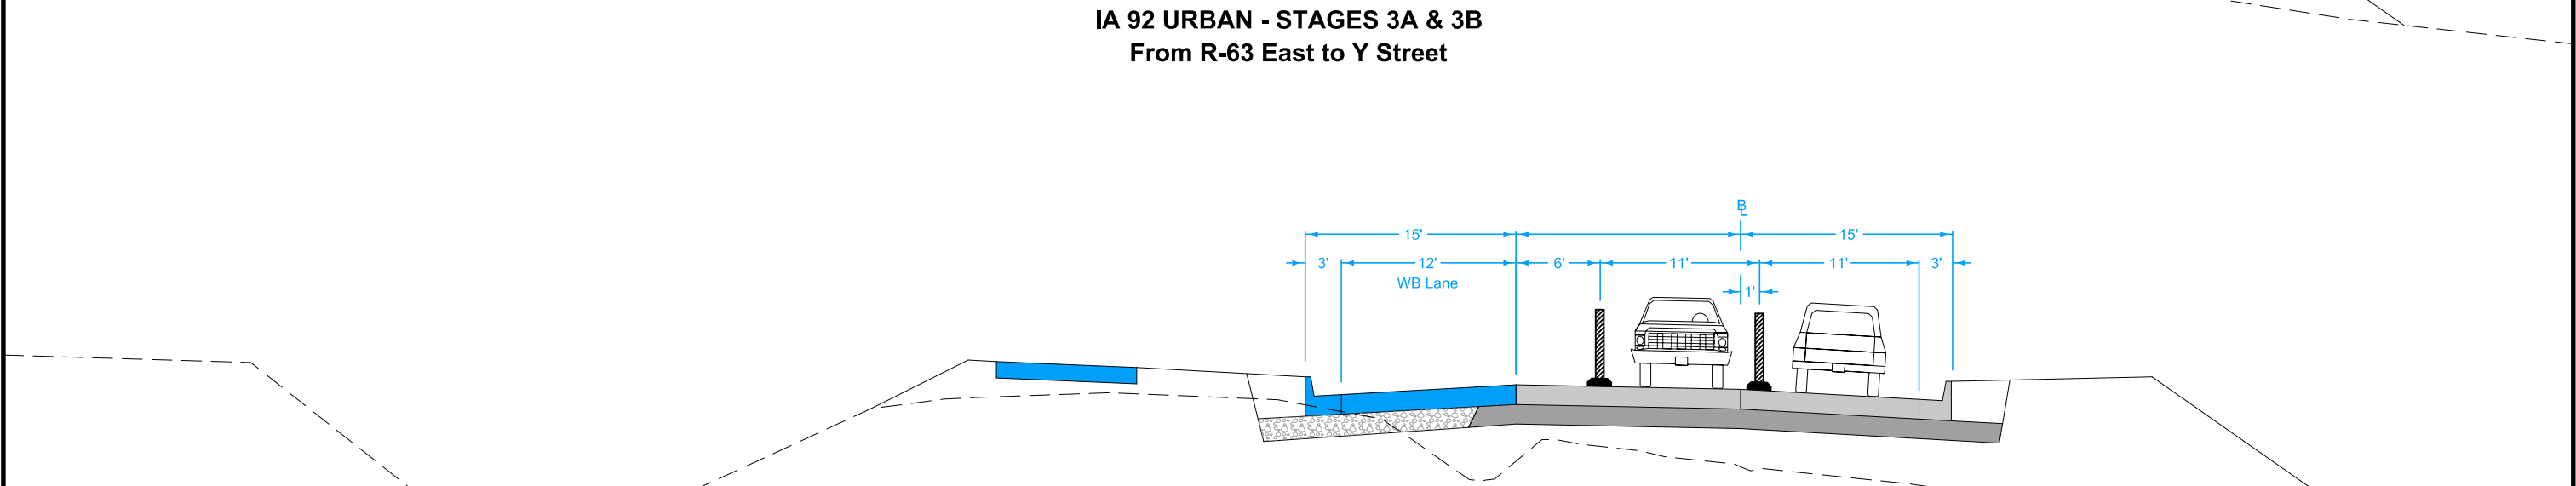 IA 92 URBAN - STAGES 3A & 3B
From R-63 East to Y Street
BL
15' 15'
3' 12' 6' 11' 11' 3'
WB Lane
1'